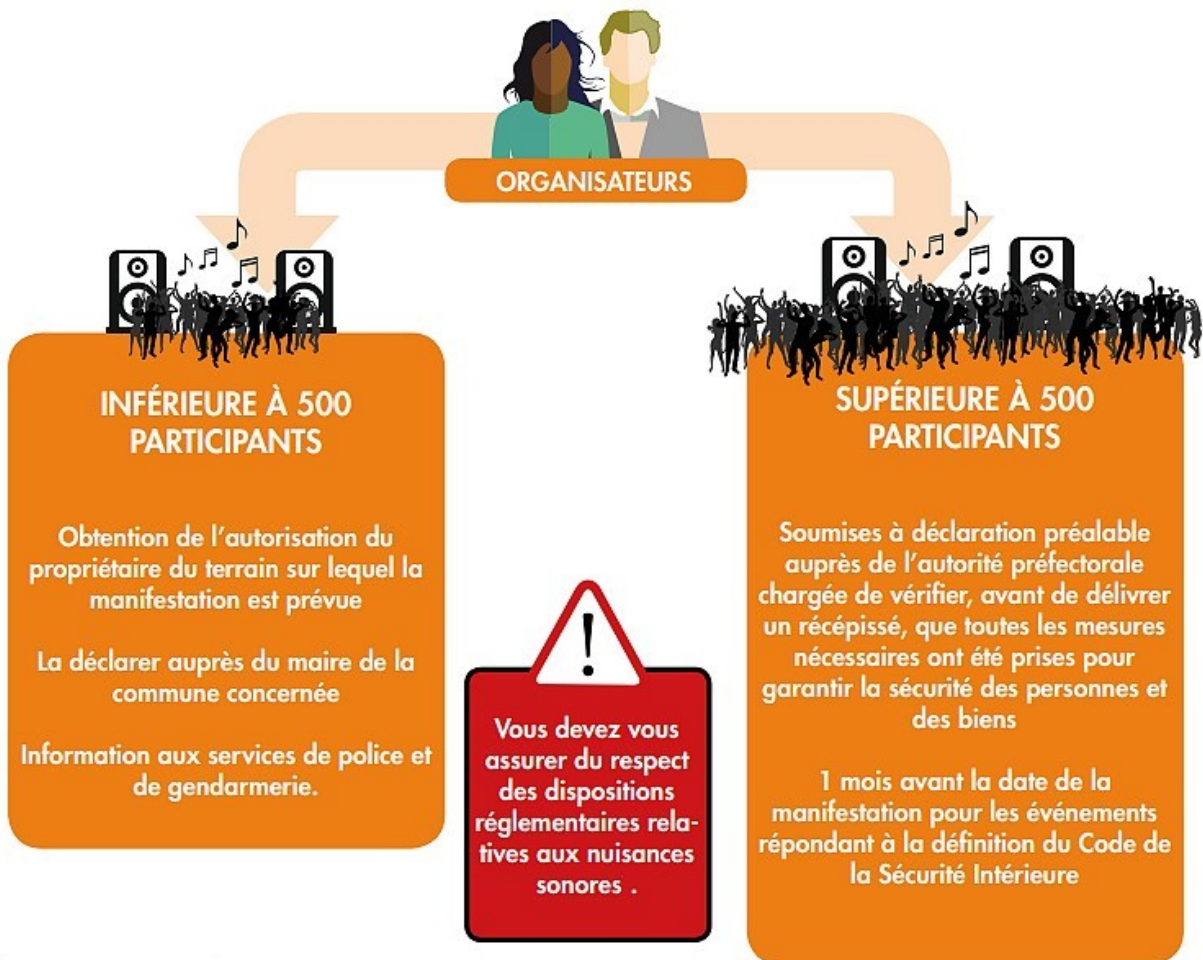 ORGANISATEURS
INFÉRIEURE À 500
PARTICIPANTS
Obtention de l'autorisation du
propriétaire du terrain sur lequel la
manifestation est prévue
La déclarer auprès du maire de la
commune concernée
Information aux services de police et
de gendarmerie.
!
Vous devez vous
assurer du respect
des dispositions
réglementaires rela-
tives aux nuisances
sonores .
SUPÉRIEURE À 500
PARTICIPANTS
Soumises à déclaration préalable
auprès de l'autorité préfectorale
chargée de vérifier, avant de délivrer
un récépissé, que toutes les mesures
nécessaires ont été prises pour
garantir la sécurité des personnes et
des biens
1 mois avant la date de la
manifestation pour les événements
répondant à la définition du Code de
la Sécurité Intérieure